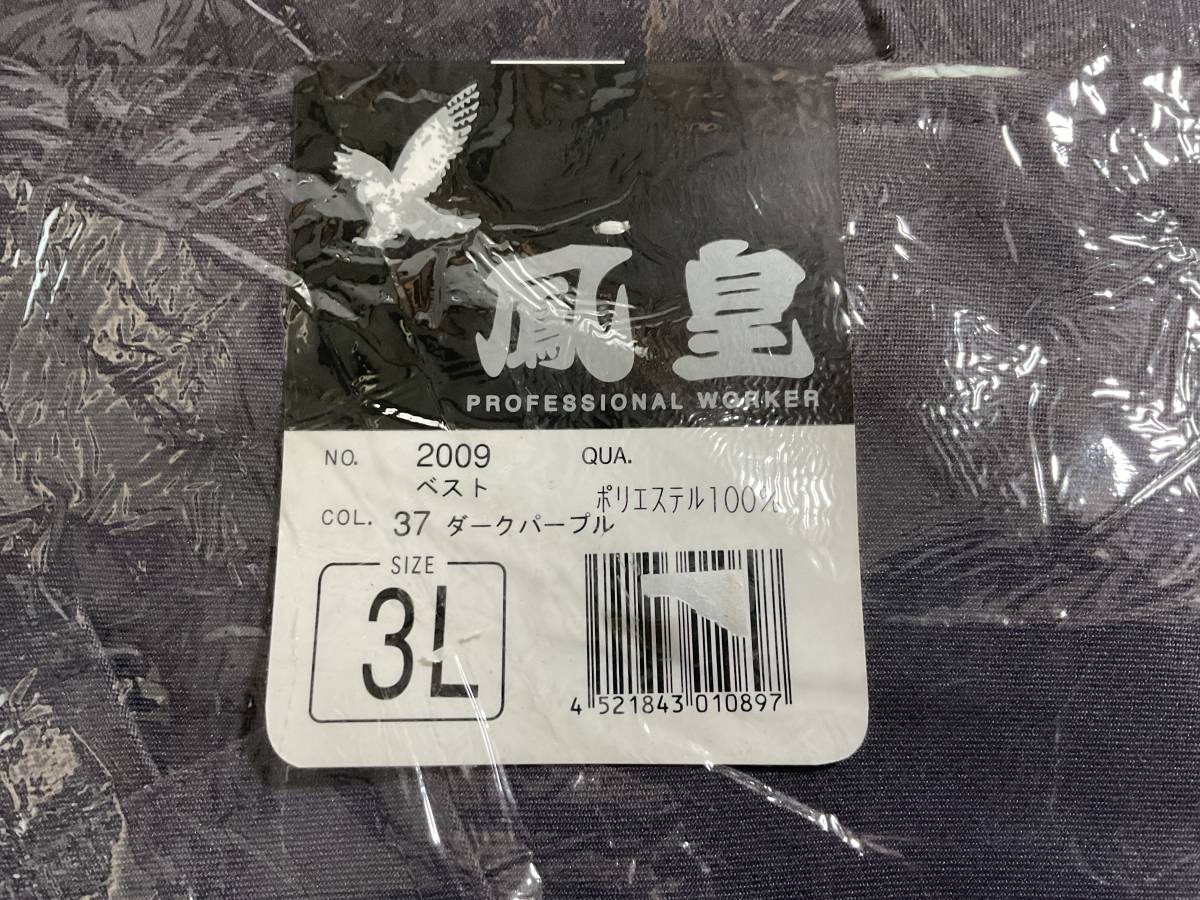 鳳皇
PROFESSIONAL WORKER
NO. 2009 QUA.
ベスト ポリエステル100%
COL. 37 ダークパープル
SIZE
3L
4 521843 010897